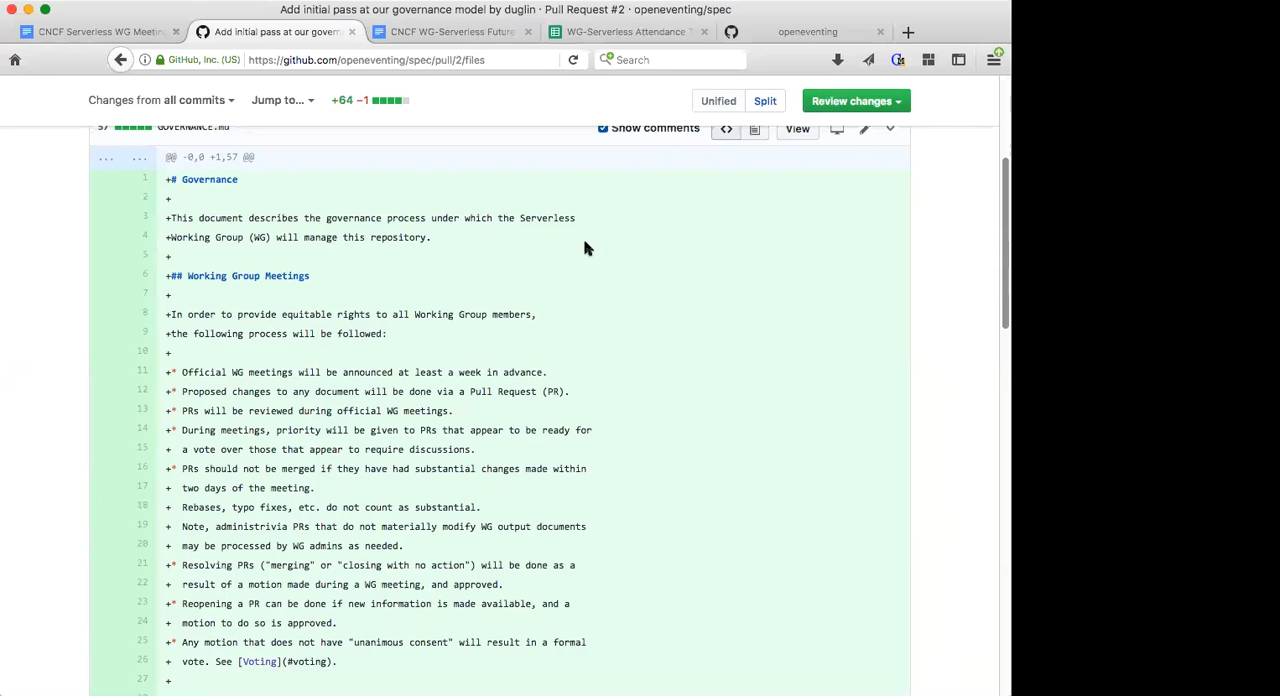 Add initial pass at our governance model by duglin · Pull Request #2 · openeventing/spec
CNCF Serverless WG Meetin × Add initial pass at our govern × CNCF WG-Serverless Future × WG-Serverless Attendance T × openeventing × +
GitHub, Inc. (US) https://github.com/openeventing/spec/pull/2/files Search
Changes from all commits Jump to... +64 −1 Unified Split Review changes
57 GOVERNANCE.md Show comments <> View
... ... @@ -0,0 +1,57 @@
1 +# Governance
2 +
3 +This document describes the governance process under which the Serverless
4 +Working Group (WG) will manage this repository.
5 +
6 +## Working Group Meetings
7 +
8 +In order to provide equitable rights to all Working Group members,
9 +the following process will be followed:
10 +
11 +* Official WG meetings will be announced at least a week in advance.
12 +* Proposed changes to any document will be done via a Pull Request (PR).
13 +* PRs will be reviewed during official WG meetings.
14 +* During meetings, priority will be given to PRs that appear to be ready for
15 + a vote over those that appear to require discussions.
16 +* PRs should not be merged if they have had substantial changes made within
17 + two days of the meeting.
18 + Rebases, typo fixes, etc. do not count as substantial.
19 + Note, administrivia PRs that do not materially modify WG output documents
20 + may be processed by WG admins as needed.
21 +* Resolving PRs ("merging" or "closing with no action") will be done as a
22 + result of a motion made during a WG meeting, and approved.
23 +* Reopening a PR can be done if new information is made available, and a
24 + motion to do so is approved.
25 +* Any motion that does not have "unanimous consent" will result in a formal
26 + vote. See [Voting](#voting).
27 +